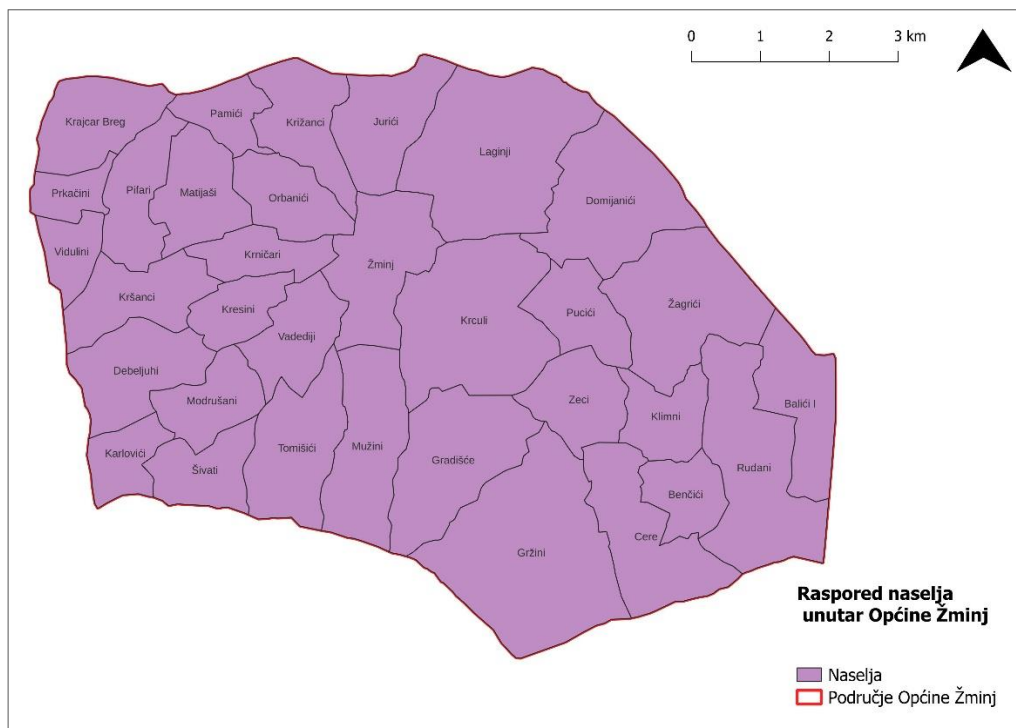 0 1 2 3 km
Krajcar Breg
Pamići
Križanci
Jurići
Laginji
Prkačini
Pifari
Matijaši
Orbanići
Domijanići
Vidulini
Krničari
Žminj
Kršanci
Kresini
Vadediji
Krculi
Pucići
Žagrići
Debeljuhi
Modrušani
Zeci
Klimni
Balići I
Karlovići
Šivati
Tomišići
Mužini
Gradišće
Rudani
Benčići
Gržini
Cere
Raspored naselja
unutar Općine Žminj
Naselja
Područje Općine Žminj